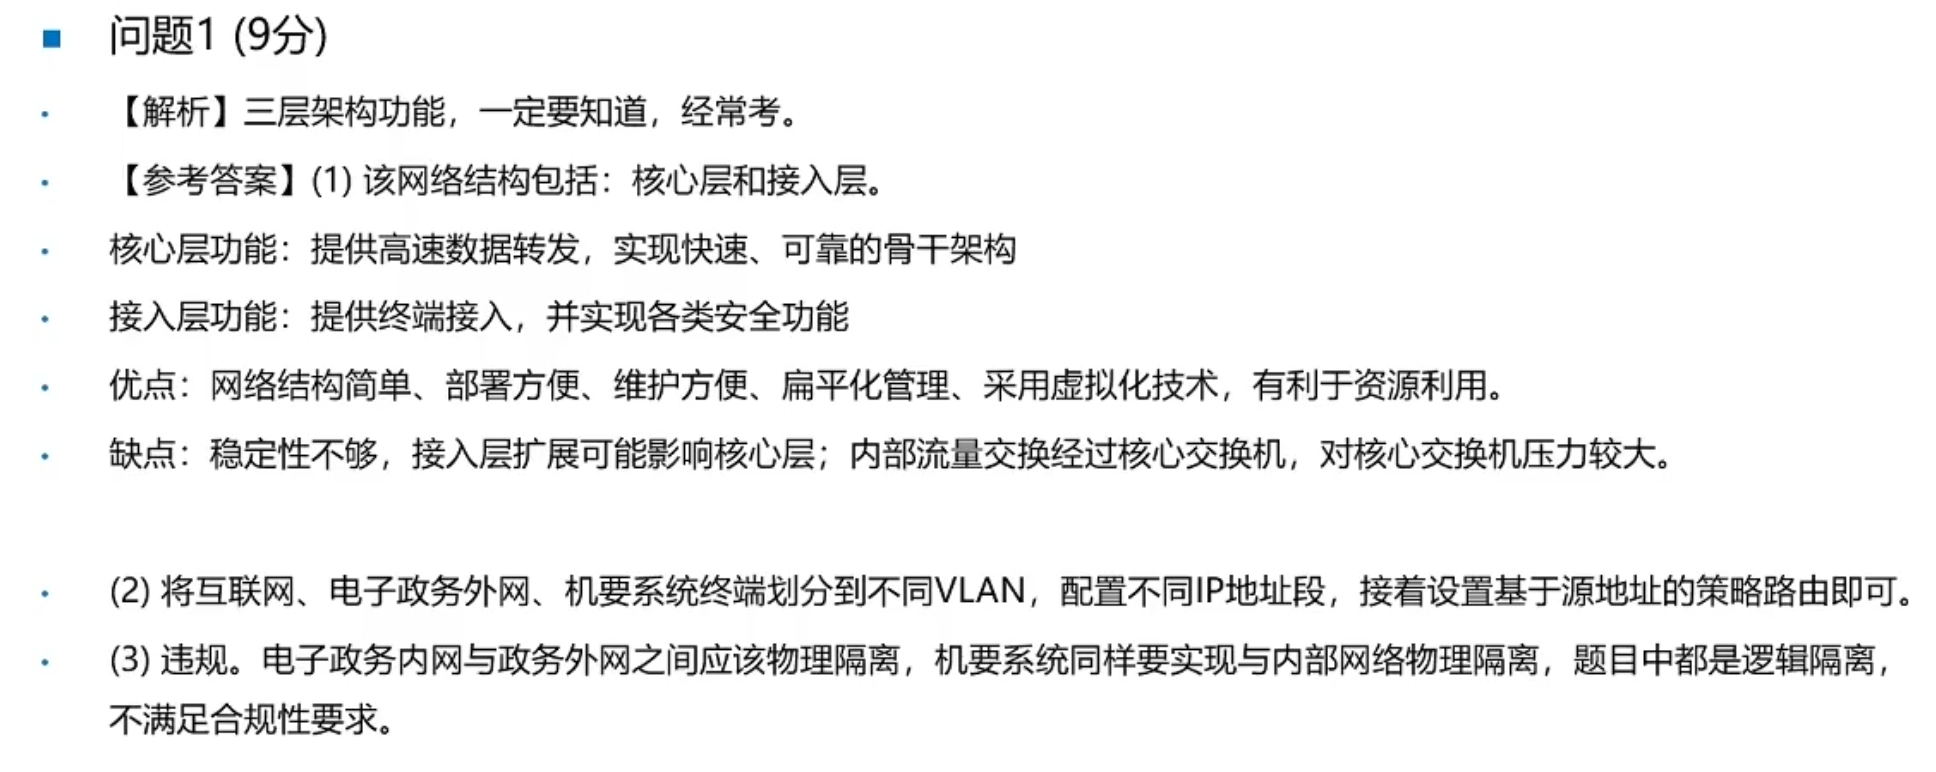 问题1 (9分)
【解析】三层架构功能，一定要知道，经常考。
【参考答案】(1) 该网络结构包括：核心层和接入层。
核心层功能：提供高速数据转发，实现快速、可靠的骨干架构
接入层功能：提供终端接入，并实现各类安全功能
优点：网络结构简单、部署方便、维护方便、扁平化管理、采用虚拟化技术，有利于资源利用。
缺点：稳定性不够，接入层扩展可能影响核心层；内部流量交换经过核心交换机，对核心交换机压力较大。
(2) 将互联网、电子政务外网、机要系统终端划分到不同VLAN，配置不同IP地址段，接着设置基于源地址的策略路由即可。
(3) 违规。电子政务内网与政务外网之间应该物理隔离，机要系统同样要实现与内部网络物理隔离，题目中都是逻辑隔离，
不满足合规性要求。